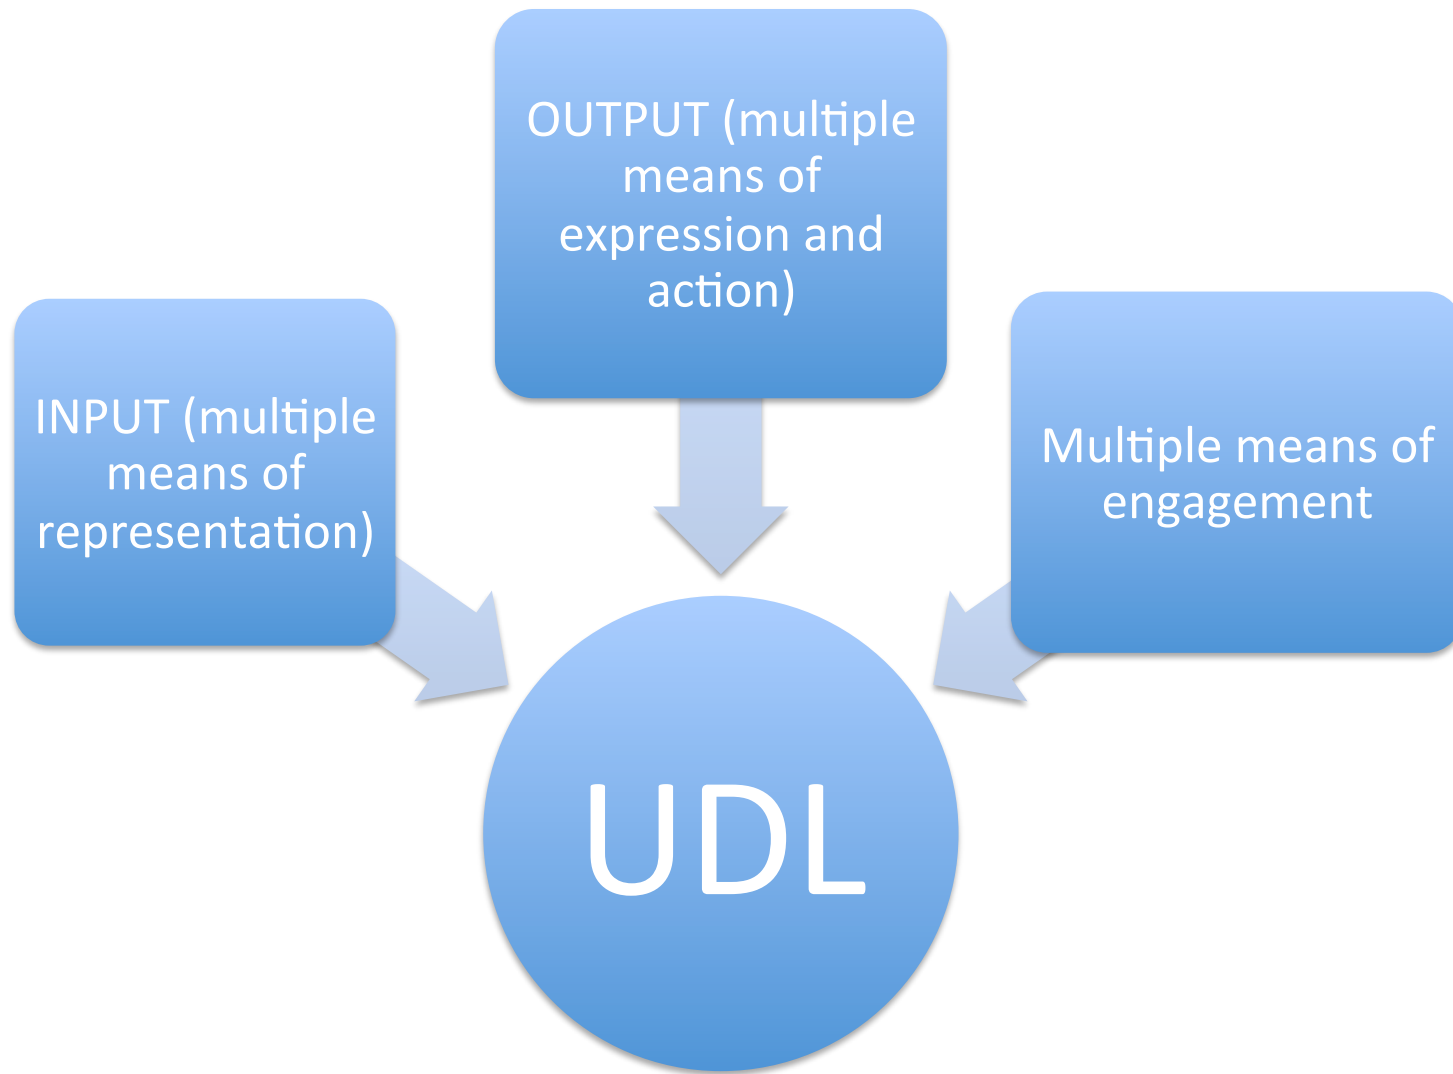 INPUT (multiple
means of
representation)
OUTPUT (multiple
means of
expression and
action)
Multiple means of
engagement
UDL